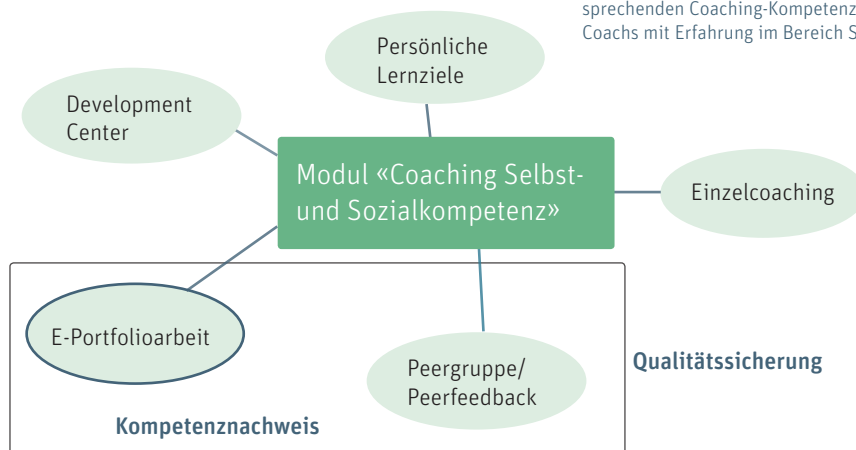 sprechenden Coaching-Kompetenz
Coachs mit Erfahrung im Bereich S
Persönliche
Lernziele
Development
Center
Modul «Coaching Selbst-
und Sozialkompetenz»
Einzelcoaching
E-Portfolioarbeit
Peergruppe/
Peerfeedback
Qualitätssicherung
Kompetenznachweis